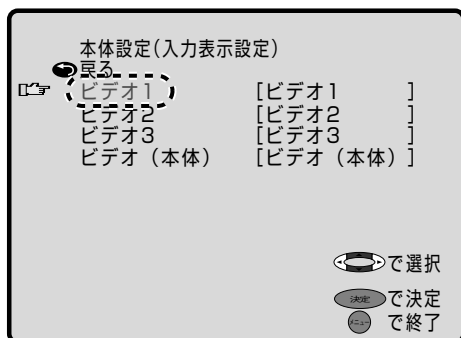 本体設定(入力表示設定)
戻る
ビデオ1 [ビデオ1 ]
ビデオ2 [ビデオ2 ]
ビデオ3 [ビデオ3 ]
ビデオ（本体） [ビデオ（本体）]
で選択
決定 で決定
メニュー で終了